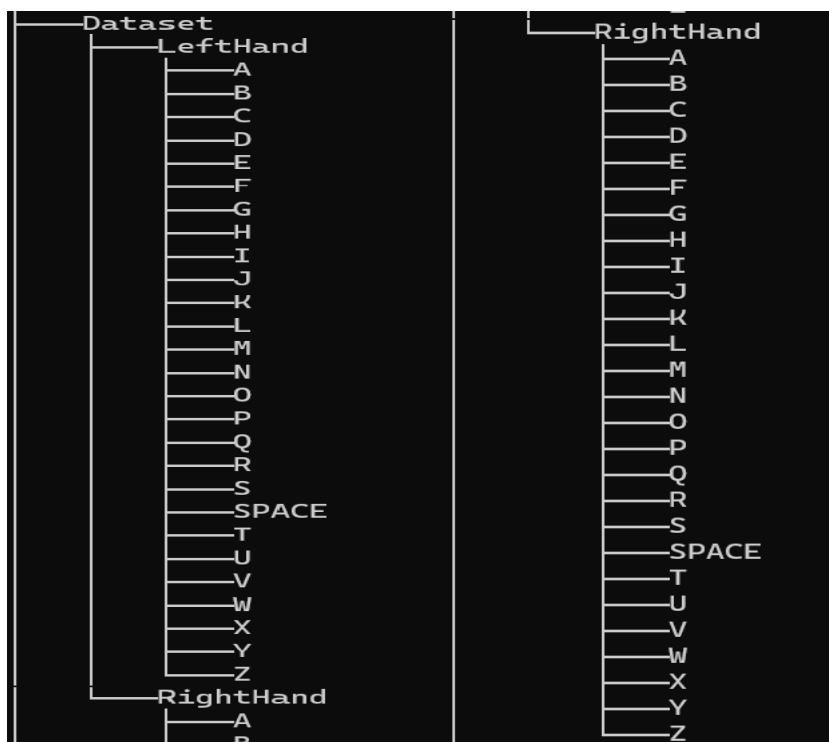 Dataset
LeftHand
A
B
C
D
E
F
G
H
I
J
K
L
M
N
O
P
Q
R
S
SPACE
T
U
V
W
X
Y
Z
RightHand
A
B
RightHand
A
B
C
D
E
F
G
H
I
J
K
L
M
N
O
P
Q
R
S
SPACE
T
U
V
W
X
Y
Z